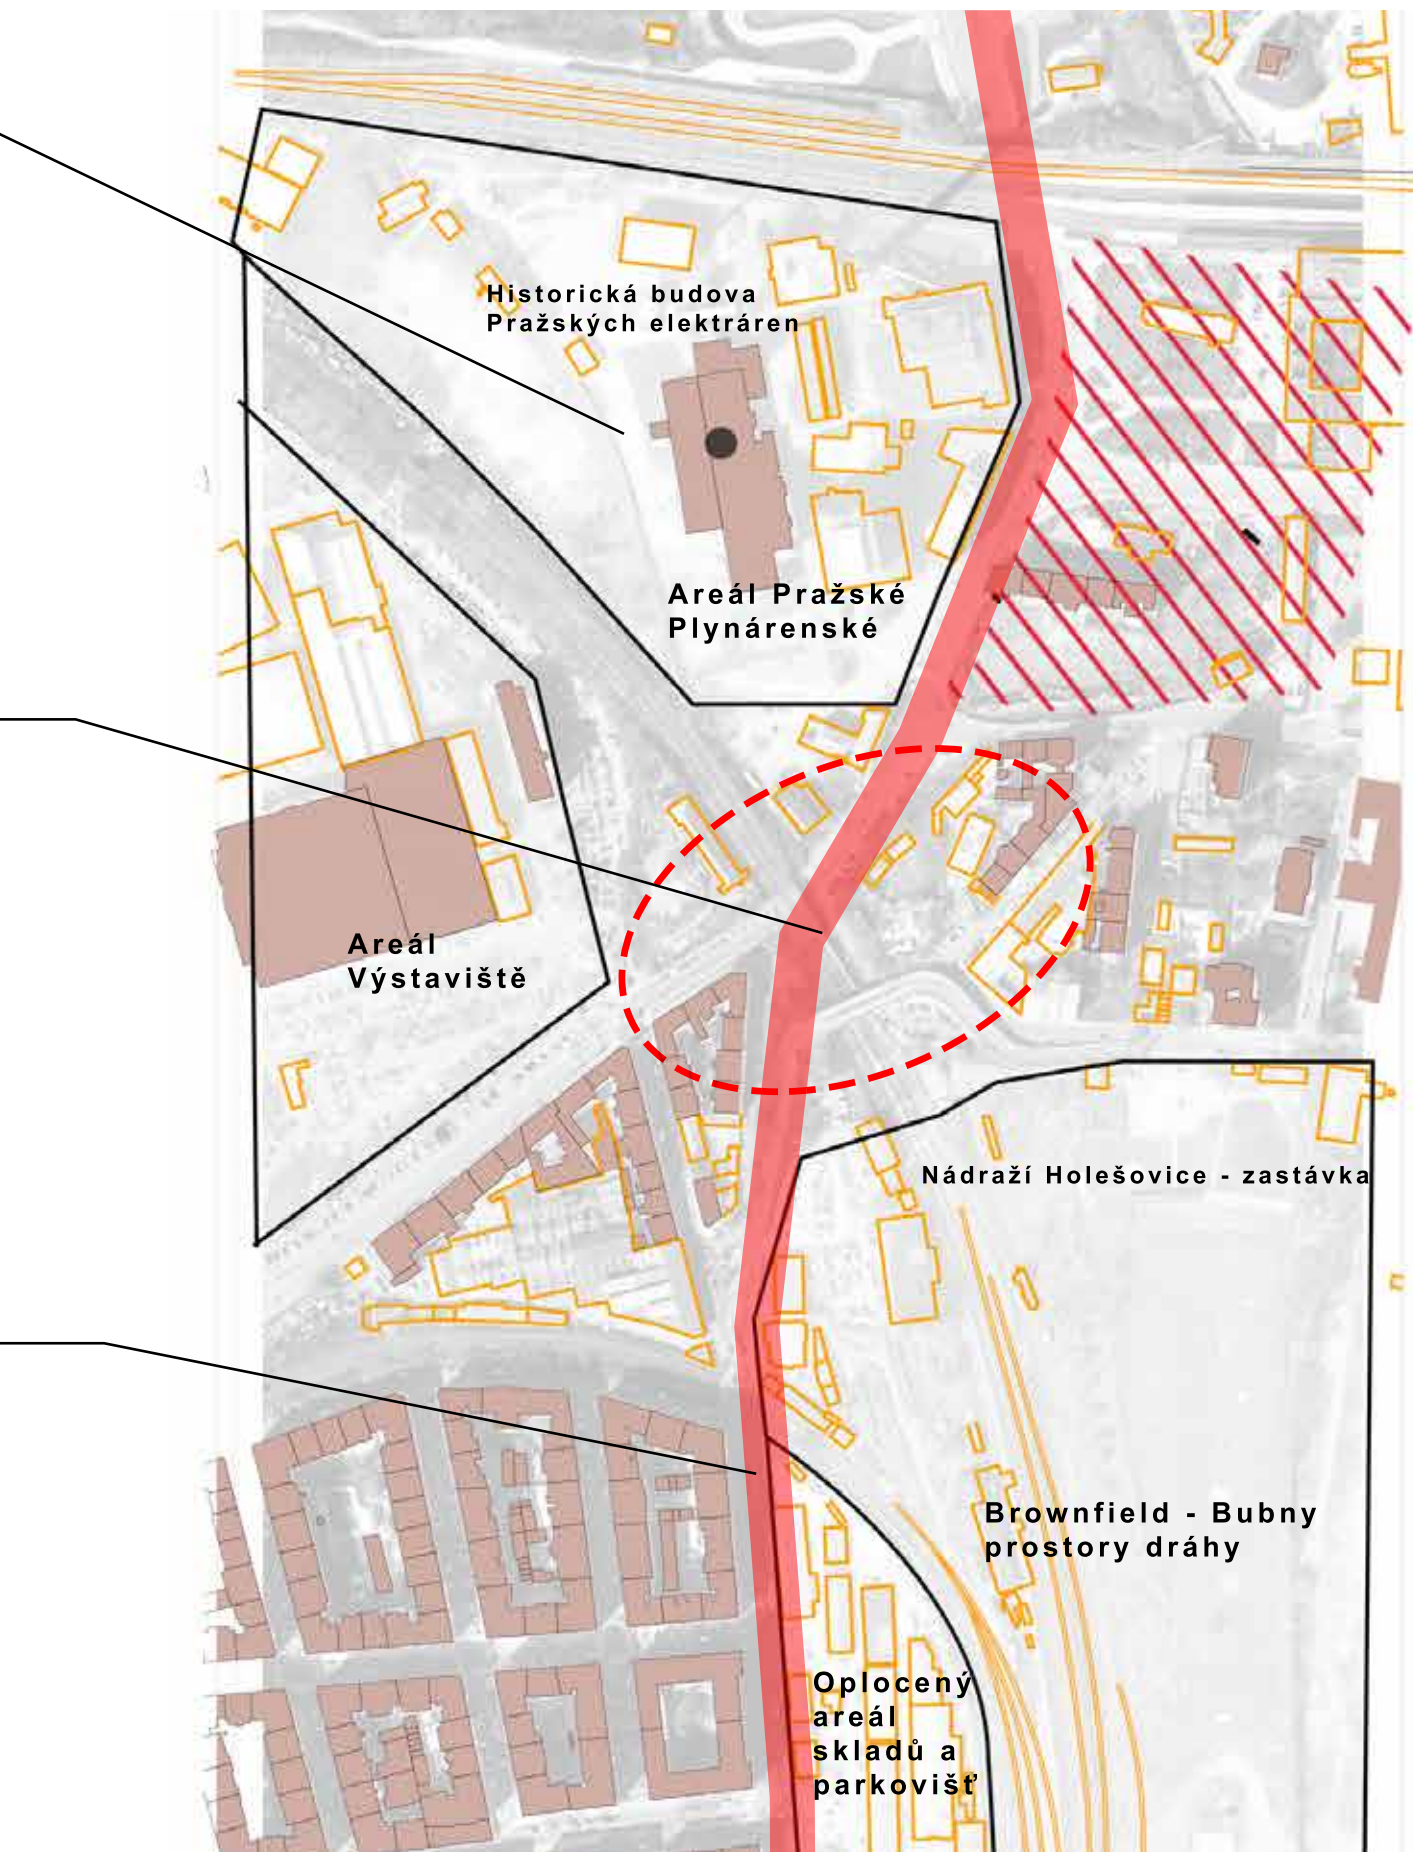 Historická budova
Pražských elektráren
Areál Pražské
Plynárenské
Areál
Výstaviště
Nádraží Holešovice - zastávka
Brownfield - Bubny
prostory dráhy
Oplocený
areál
skladů a
parkovišť